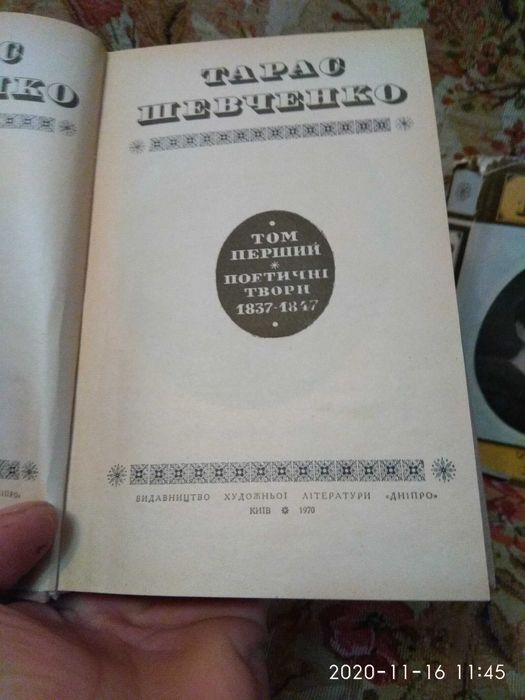 ТАРАС
ШЕВЧЕНКО
ТОМ
ПЕРШИЙ
ПОЕТИЧНІ
ТВОРИ
1837-1847
ВИДАВНИЦТВО ХУДОЖНЬОЇ ЛІТЕРАТУРИ «ДНІПРО»
КИЇВ 1970
2020-11-16 11:45